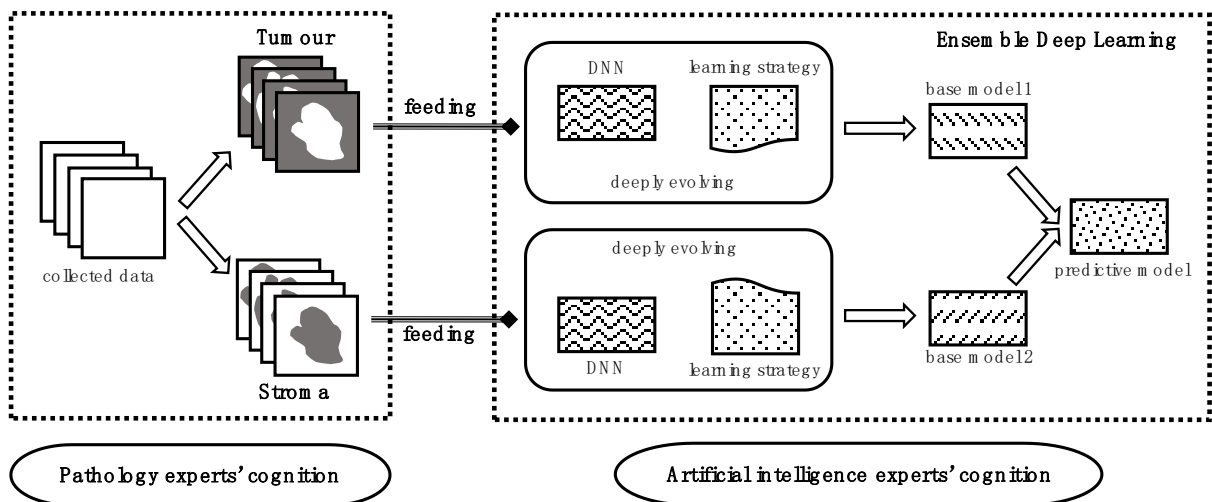 Tumour
collected data
Stroma
feeding
feeding
Ensemble Deep Learning
DNN
learning strategy
deeply evolving
base model1
deeply evolving
DNN
learning strategy
base model2
predictive model
Pathology experts’ cognition
Artificial intelligence experts’ cognition